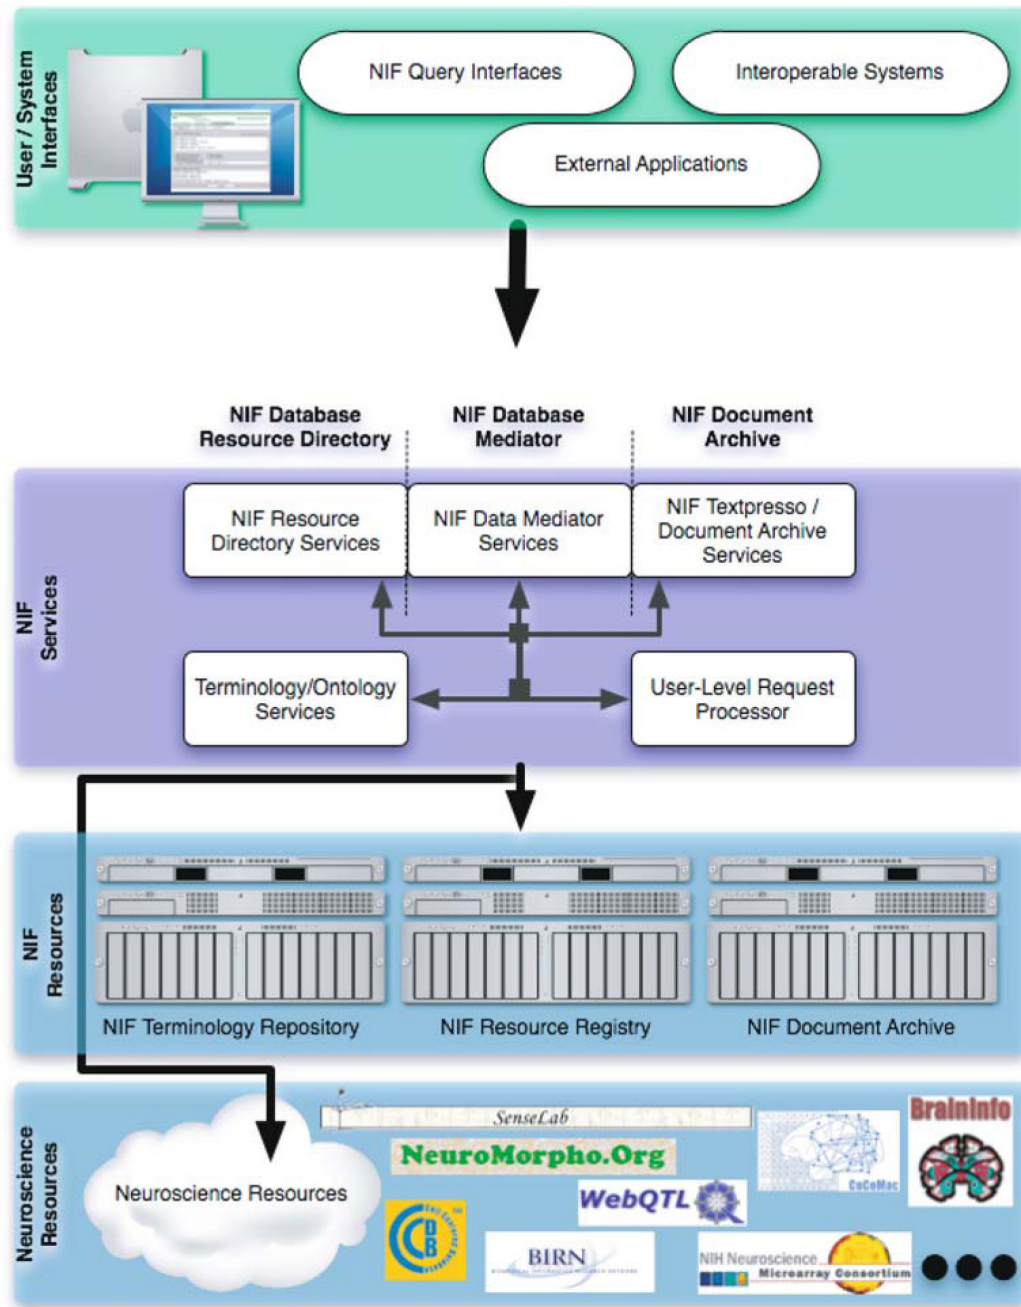 User / System
Interfaces
NIF Query Interfaces
Interoperable Systems
External Applications
NIF Database
Resource Directory
NIF Database
Mediator
NIF Document
Archive
NIF
Services
NIF Resource
Directory Services
NIF Data Mediator
Services
NIF Textpresso /
Document Archive
Services
Terminology/Ontology
Services
User-Level Request
Processor
NIF
Resources
NIF Terminology Repository
NIF Resource Registry
NIF Document Archive
Neuroscience
Resources
Neuroscience Resources
SenseLab
NeuroMorpho.Org
CoCoMac
BrainInfo
WebQTL
CCDB
BIRN
NIH Neuroscience
Microarray Consortium